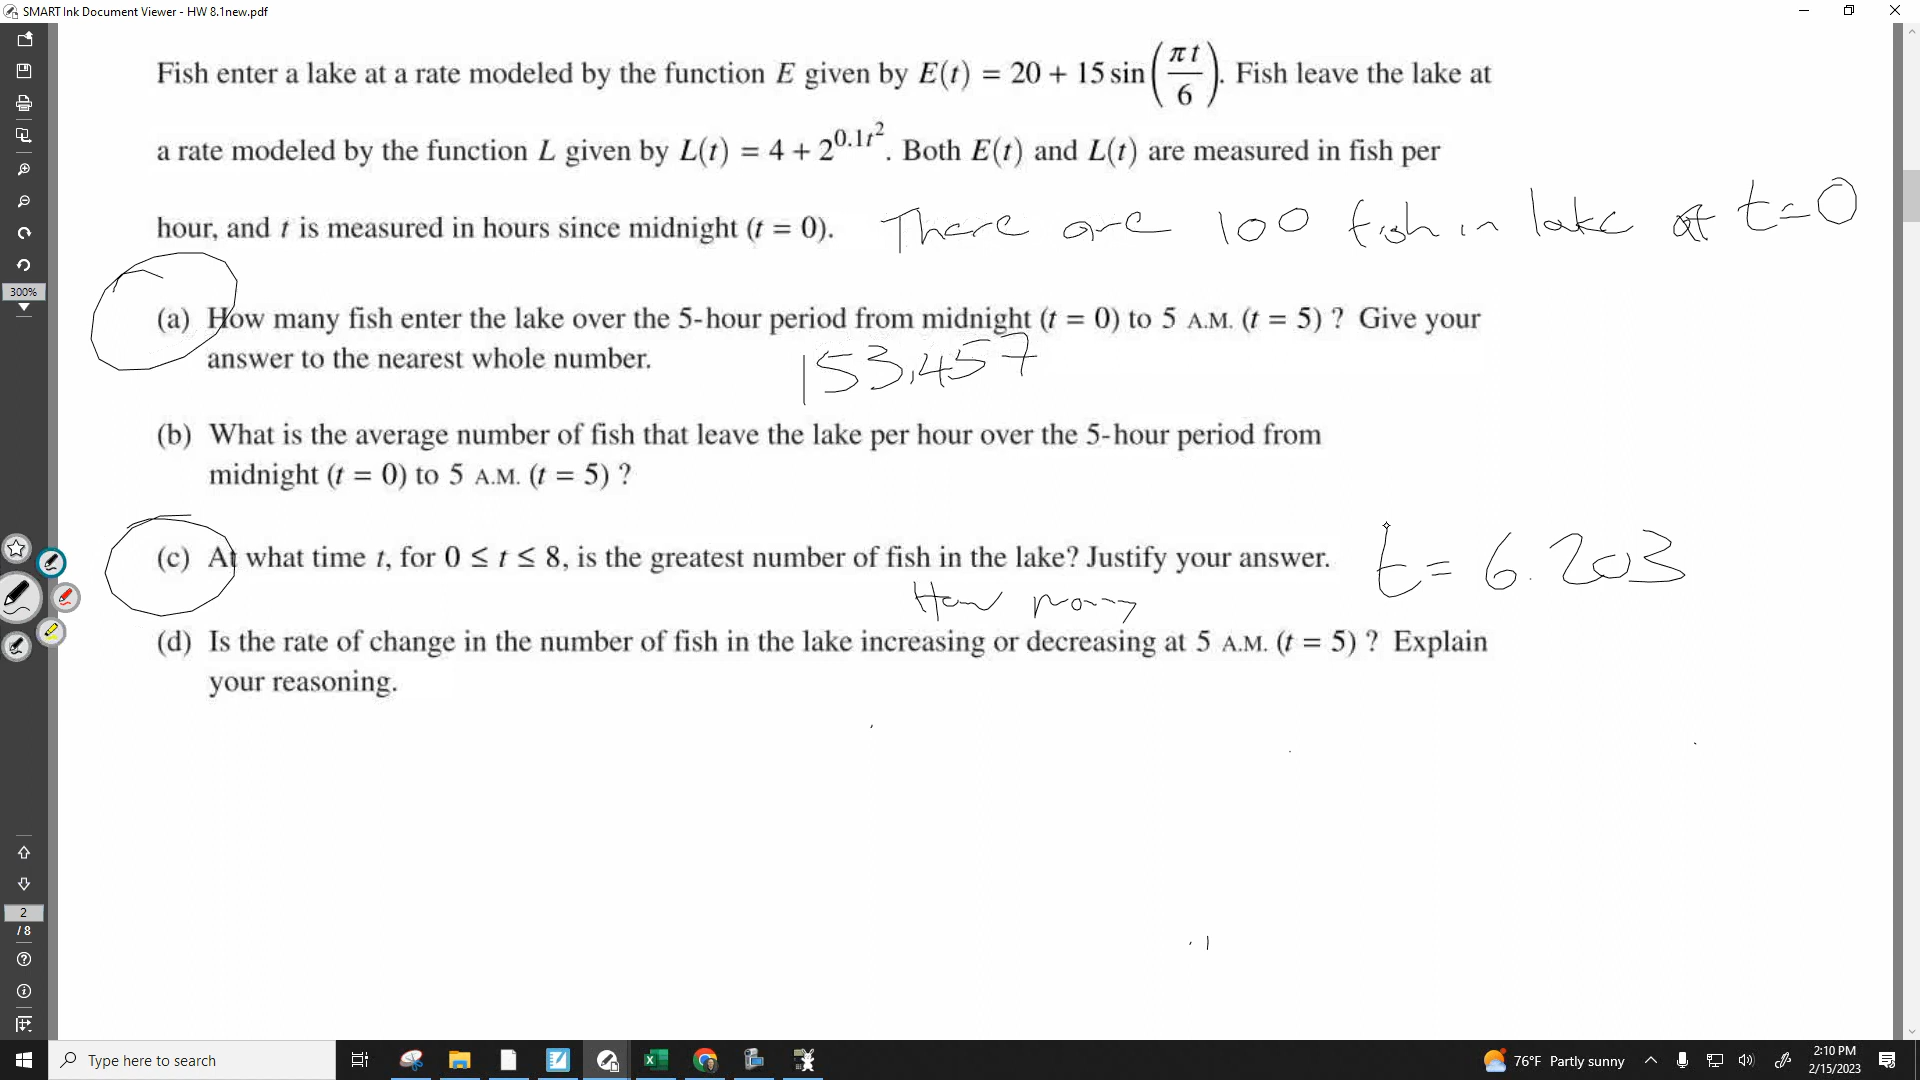 SMART Ink Document Viewer - HW 8.1new.pdf
Fish enter a lake at a rate modeled by the function E given by E(t) = 20 + 15 sin(πt/6). Fish leave the lake at
a rate modeled by the function L given by L(t) = 4 + 2^0.1t^2. Both E(t) and L(t) are measured in fish per
hour, and t is measured in hours since midnight (t = 0). There are 100 fish in lake at t=0
300%
(a) How many fish enter the lake over the 5-hour period from midnight (t = 0) to 5 A.M. (t = 5) ? Give your
answer to the nearest whole number. 153.457
(b) What is the average number of fish that leave the lake per hour over the 5-hour period from
midnight (t = 0) to 5 A.M. (t = 5) ?
(c) At what time t, for 0 ≤ t ≤ 8, is the greatest number of fish in the lake? Justify your answer. t = 6.203
How many
(d) Is the rate of change in the number of fish in the lake increasing or decreasing at 5 A.M. (t = 5) ? Explain
your reasoning.
2
/ 8
Type here to search
76°F Partly sunny
2:10 PM
2/15/2023